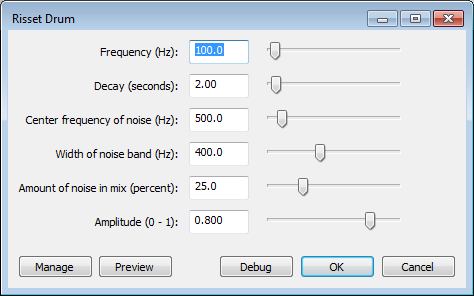 Risset Drum
Frequency (Hz): 100.0
Decay (seconds): 2.00
Center frequency of noise (Hz): 500.0
Width of noise band (Hz): 400.0
Amount of noise in mix (percent): 25.0
Amplitude (0 - 1): 0.800
Manage Preview Debug OK Cancel